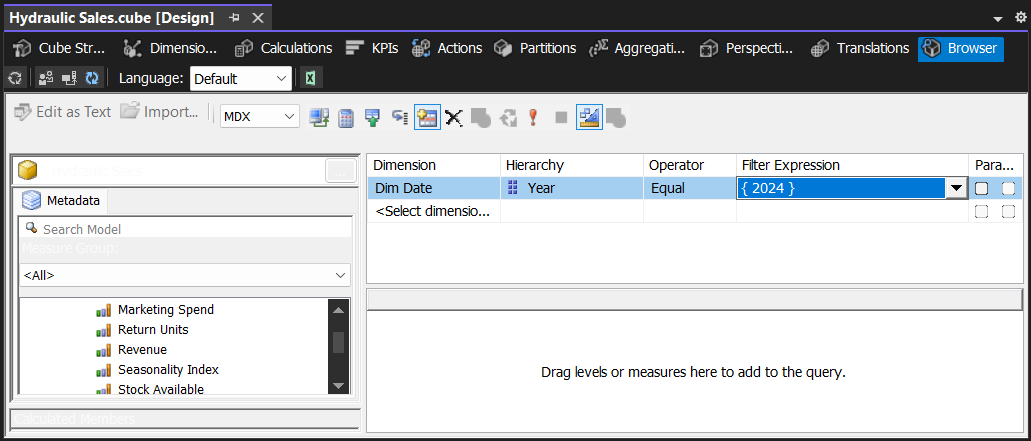 Hydraulic Sales.cube [Design]
Cube Str... Dimensio... Calculations KPIs Actions Partitions Aggregati... Perspecti... Translations Browser
Language: Default
Edit as Text Import... MDX
Hydraulic Sales ...
Metadata
Search Model
Measure Group:
<All>
Marketing Spend
Return Units
Revenue
Seasonality Index
Stock Available
Calculated Members
Dimension Hierarchy Operator Filter Expression Para...
Dim Date Year Equal { 2024 }
<Select dimensio...
Drag levels or measures here to add to the query.